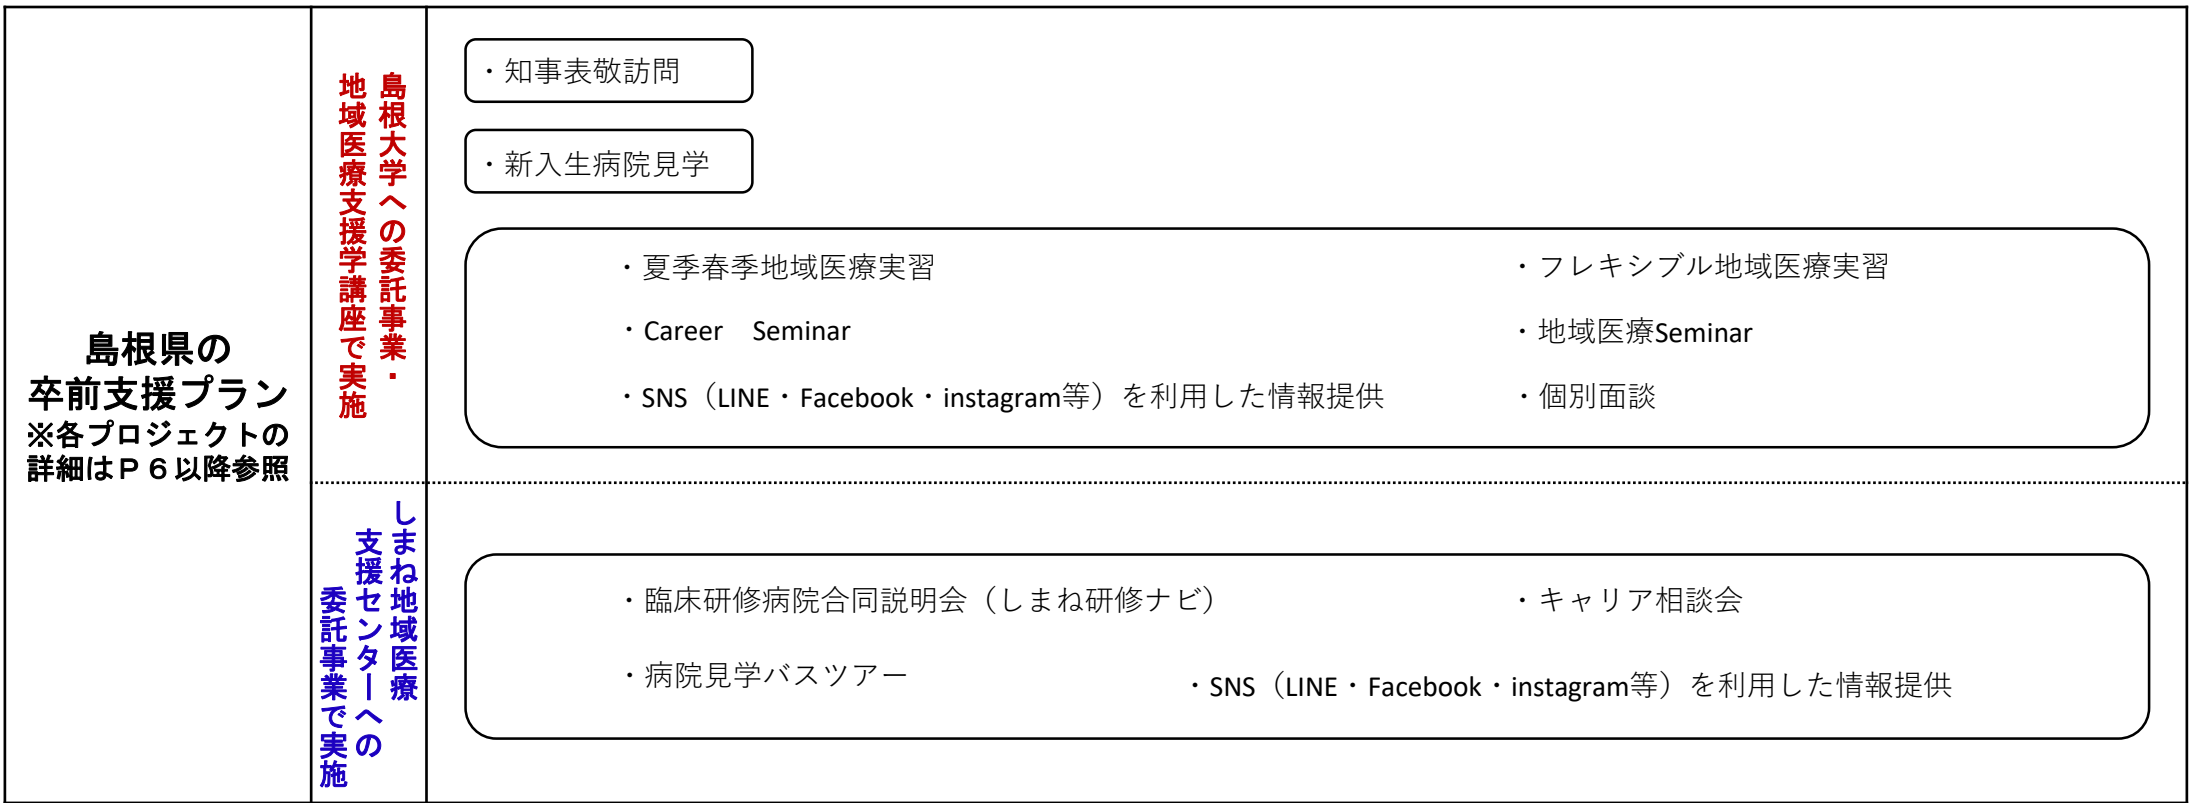 島根県の
卒前支援プラン
※各プロジェクトの
詳細はＰ６以降参照
島根大学への委託事業・
地域医療支援学講座で実施
・知事表敬訪問
・新入生病院見学
・夏季春季地域医療実習
・フレキシブル地域医療実習
・Career　Seminar
・地域医療Seminar
・SNS（LINE・Facebook・instagram等）を利用した情報提供
・個別面談
しまね地域医療
支援センターへの
委託事業で実施
・臨床研修病院合同説明会（しまね研修ナビ）
・キャリア相談会
・病院見学バスツアー
・SNS（LINE・Facebook・instagram等）を利用した情報提供